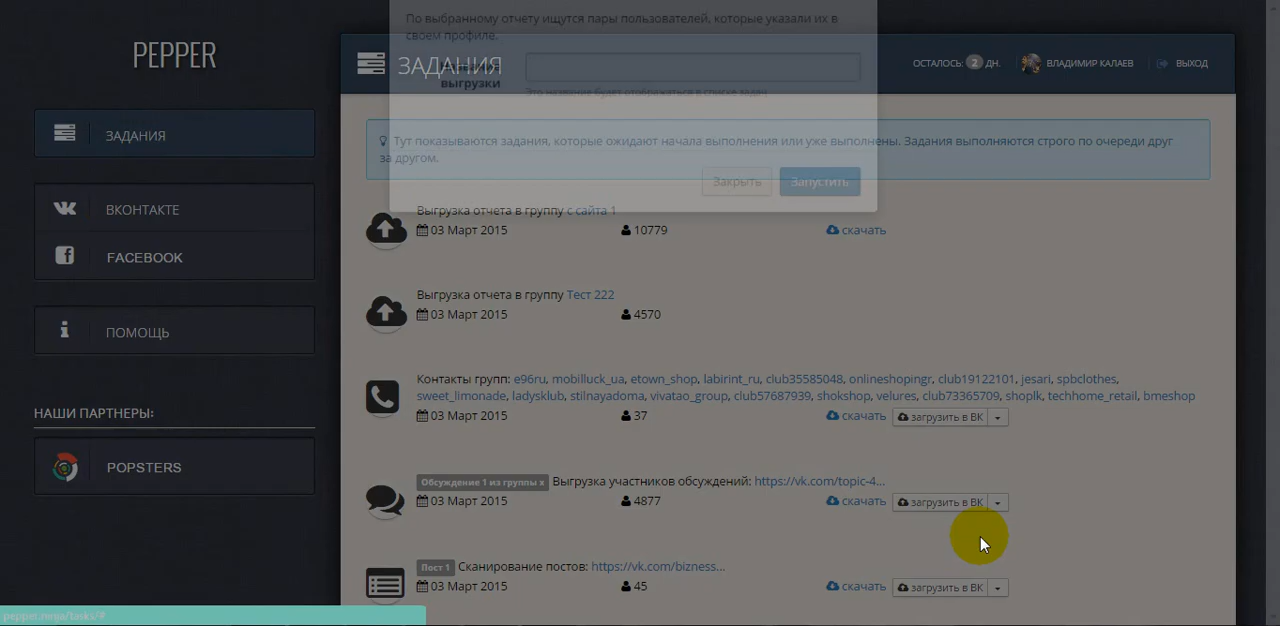 По выбранному отчету ищутся пары пользователей, которые указали их в
своем профиле.
Название
выгрузки
Это название будет отображаться в списке задач
Закрыть
Запустить
PEPPER
ЗАДАНИЯ
ВКОНТАКТЕ
FACEBOOK
ПОМОЩЬ
НАШИ ПАРТНЕРЫ:
POPSTERS
ЗАДАНИЯ
ОСТАЛОСЬ: 2 ДН.
ВЛАДИМИР КАЛАЕВ
ВЫХОД
Тут показываются задания, которые ожидают начала выполнения или уже выполнены. Задания выполняются строго по очереди друг
за другом.
Выгрузка отчета в группу с сайта 1
03 Март 2015 10779 скачать
Выгрузка отчета в группу Тест 222
03 Март 2015 4570
Контакты групп: e96ru, mobilluck_ua, etown_shop, labirint_ru, club35585048, onlineshopingr, club19122101, jesari, spbclothes,
sweet_limonade, ladysklub, stilnayadoma, vivatao_group, club57687939, shokshop, velures, club73365709, shoplk, techhome_retail, bmeshop
03 Март 2015 37 скачать загрузить в ВК
Обсуждение 1 из группы х Выгрузка участников обсуждений: https://vk.com/topic-4...
03 Март 2015 4877 скачать загрузить в ВК
Пост 1 Сканирование постов: https://vk.com/bizness...
03 Март 2015 45 скачать загрузить в ВК
pepper.ninja/tasks/#